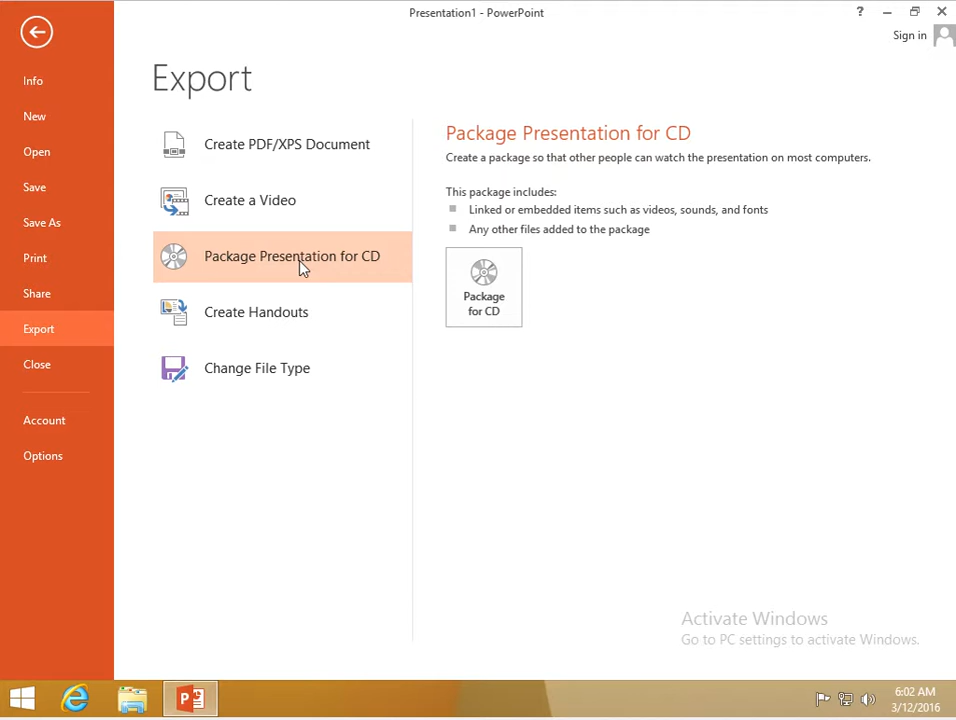 Presentation1 - PowerPoint
?
Sign in
Info
New
Open
Save
Save As
Print
Share
Export
Close
Account
Options
Export
Create PDF/XPS Document
Create a Video
Package Presentation for CD
Create Handouts
Change File Type
Package Presentation for CD
Create a package so that other people can watch the presentation on most computers.
This package includes:
Linked or embedded items such as videos, sounds, and fonts
Any other files added to the package
Package
for CD
Activate Windows
Go to PC settings to activate Windows.
6:02 AM
3/12/2016